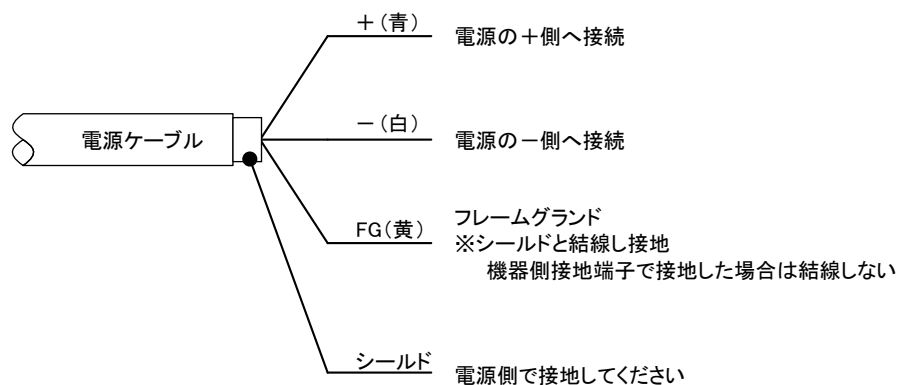 ＋（青）
電源の＋側へ接続
電源ケーブル
－（白）
電源の－側へ接続
FG（黄）
フレームグランド
※シールドと結線し接地
機器側接地端子で接地した場合は結線しない
シールド
電源側で接地してください